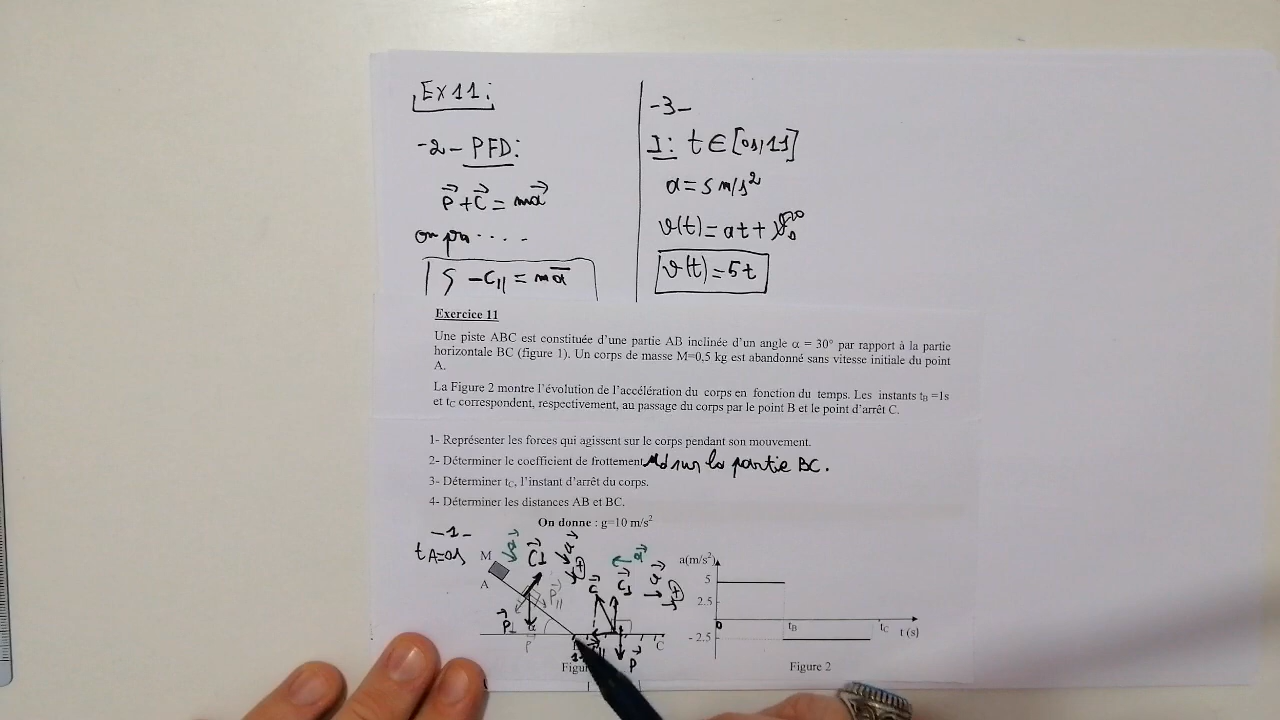 Ex 11:
-2- PFD:
P + C = ma
on pr....
-C|| = ma
-3-
I: t ∈ [0s, 1s]
a = 5 m/s²
v(t) = at + v0
v(t) = 5t
Exercice 11
Une piste ABC est constituée d'une partie AB inclinée d'un angle α = 30° par rapport à la partie
horizontale BC (figure 1). Un corps de masse M=0,5 kg est abandonné sans vitesse initiale du point
A.
La Figure 2 montre l'évolution de l'accélération du corps en fonction du temps. Les instants tB =1s
et tC correspondent, respectivement, au passage du corps par le point B et le point d'arrêt C.
1- Représenter les forces qui agissent sur le corps pendant son mouvement.
2- Déterminer le coefficient de frottement μd sur la partie BC.
3- Déterminer tC, l'instant d'arrêt du corps.
4- Déterminer les distances AB et BC.
On donne : g=10 m/s²
-1-
tA=0s
M
A
C
P||
P⊥
α
P
C
C⊥
P
C
a(m/s²)
5
2.5
0
- 2.5
tB
tC
t (s)
Figu
Figure 2